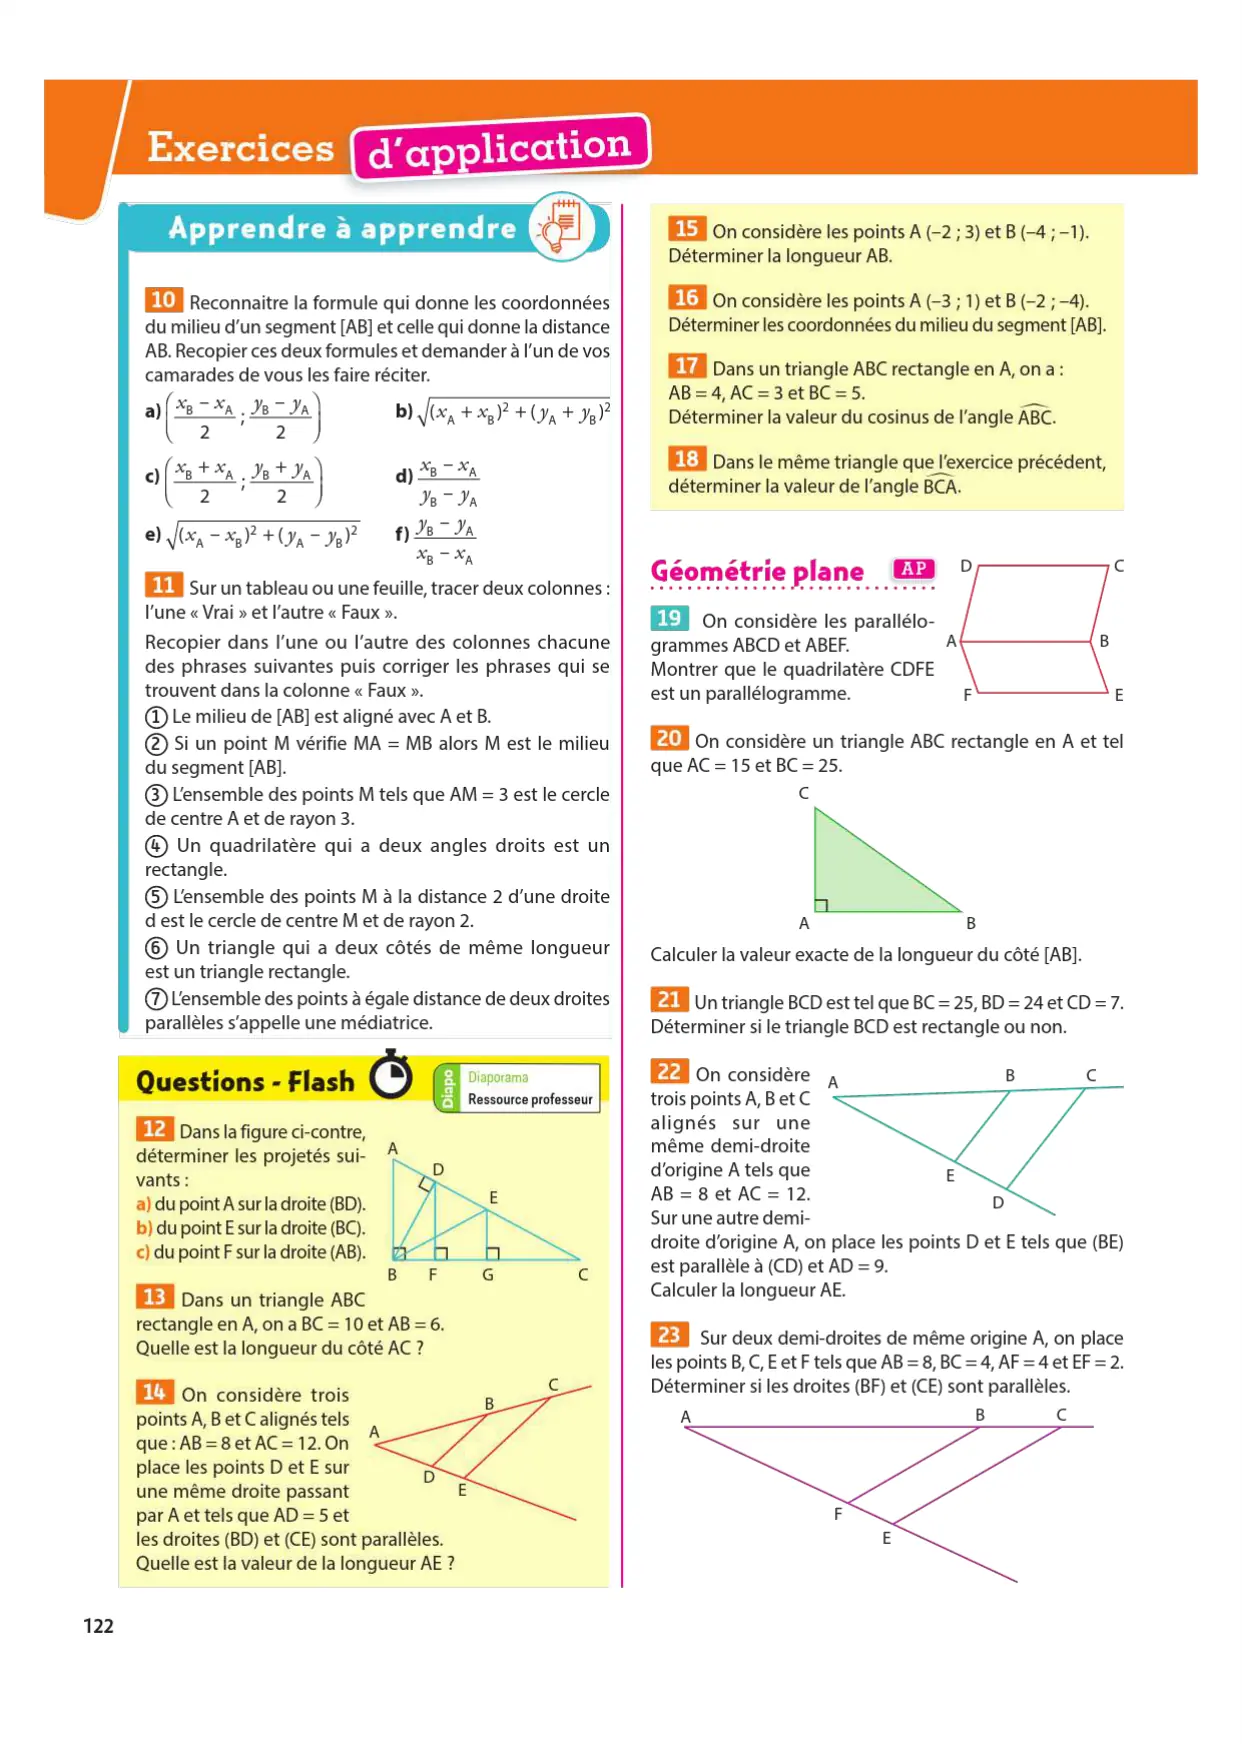 Exercices d'application
Apprendre à apprendre
10 Reconnaitre la formule qui donne les coordonnées
du milieu d'un segment [AB] et celle qui donne la distance
AB. Recopier ces deux formules et demander à l'un de vos
camarades de vous les faire réciter.
a) ((x_B – x_A)/2 ; (y_B – y_A)/2) b) √((x_A + x_B)² + (y_A + y_B)²)
c) ((x_B + x_A)/2 ; (y_B + y_A)/2) d) (x_B – x_A)/(y_B – y_A)
e) √((x_A – x_B)² + (y_A – y_B)²) f) (y_B – y_A)/(x_B – x_A)
11 Sur un tableau ou une feuille, tracer deux colonnes :
l'une « Vrai » et l'autre « Faux ».
Recopier dans l'une ou l'autre des colonnes chacune
des phrases suivantes puis corriger les phrases qui se
trouvent dans la colonne « Faux ».
① Le milieu de [AB] est aligné avec A et B.
② Si un point M vérifie MA = MB alors M est le milieu
du segment [AB].
③ L'ensemble des points M tels que AM = 3 est le cercle
de centre A et de rayon 3.
④ Un quadrilatère qui a deux angles droits est un
rectangle.
⑤ L'ensemble des points M à la distance 2 d'une droite
d est le cercle de centre M et de rayon 2.
⑥ Un triangle qui a deux côtés de même longueur
est un triangle rectangle.
⑦ L'ensemble des points à égale distance de deux droites
parallèles s'appelle une médiatrice.
Questions - Flash
Diapo
Diaporama
Ressource professeur
12 Dans la figure ci-contre,
déterminer les projetés sui-
vants :
a) du point A sur la droite (BD).
b) du point E sur la droite (BC).
c) du point F sur la droite (AB).
A
D
E
B F G C
13 Dans un triangle ABC
rectangle en A, on a BC = 10 et AB = 6.
Quelle est la longueur du côté AC ?
14 On considère trois
points A, B et C alignés tels
que : AB = 8 et AC = 12. On
place les points D et E sur
une même droite passant
par A et tels que AD = 5 et
les droites (BD) et (CE) sont parallèles.
Quelle est la valeur de la longueur AE ?
C
B
A
D
E
15 On considère les points A (–2 ; 3) et B (–4 ; –1).
Déterminer la longueur AB.
16 On considère les points A (–3 ; 1) et B (–2 ; –4).
Déterminer les coordonnées du milieu du segment [AB].
17 Dans un triangle ABC rectangle en A, on a :
AB = 4, AC = 3 et BC = 5.
Déterminer la valeur du cosinus de l'angle ABC.
18 Dans le même triangle que l'exercice précédent,
déterminer la valeur de l'angle BCA.
Géométrie plane AP
19 On considère les parallélo-
grammes ABCD et ABEF.
Montrer que le quadrilatère CDFE
est un parallélogramme.
D C
A B
F E
20 On considère un triangle ABC rectangle en A et tel
que AC = 15 et BC = 25.
C
A B
Calculer la valeur exacte de la longueur du côté [AB].
21 Un triangle BCD est tel que BC = 25, BD = 24 et CD = 7.
Déterminer si le triangle BCD est rectangle ou non.
22 On considère
trois points A, B et C
alignés sur une
même demi-droite
d'origine A tels que
AB = 8 et AC = 12.
Sur une autre demi-
droite d'origine A, on place les points D et E tels que (BE)
est parallèle à (CD) et AD = 9.
Calculer la longueur AE.
A B C
E
D
23 Sur deux demi-droites de même origine A, on place
les points B, C, E et F tels que AB = 8, BC = 4, AF = 4 et EF = 2.
Déterminer si les droites (BF) et (CE) sont parallèles.
A B C
F
E
122